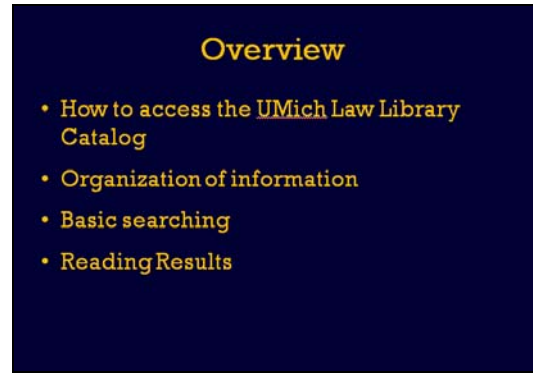 Overview
• How to access the UMich Law Library
Catalog
• Organization of information
• Basic searching
• Reading Results